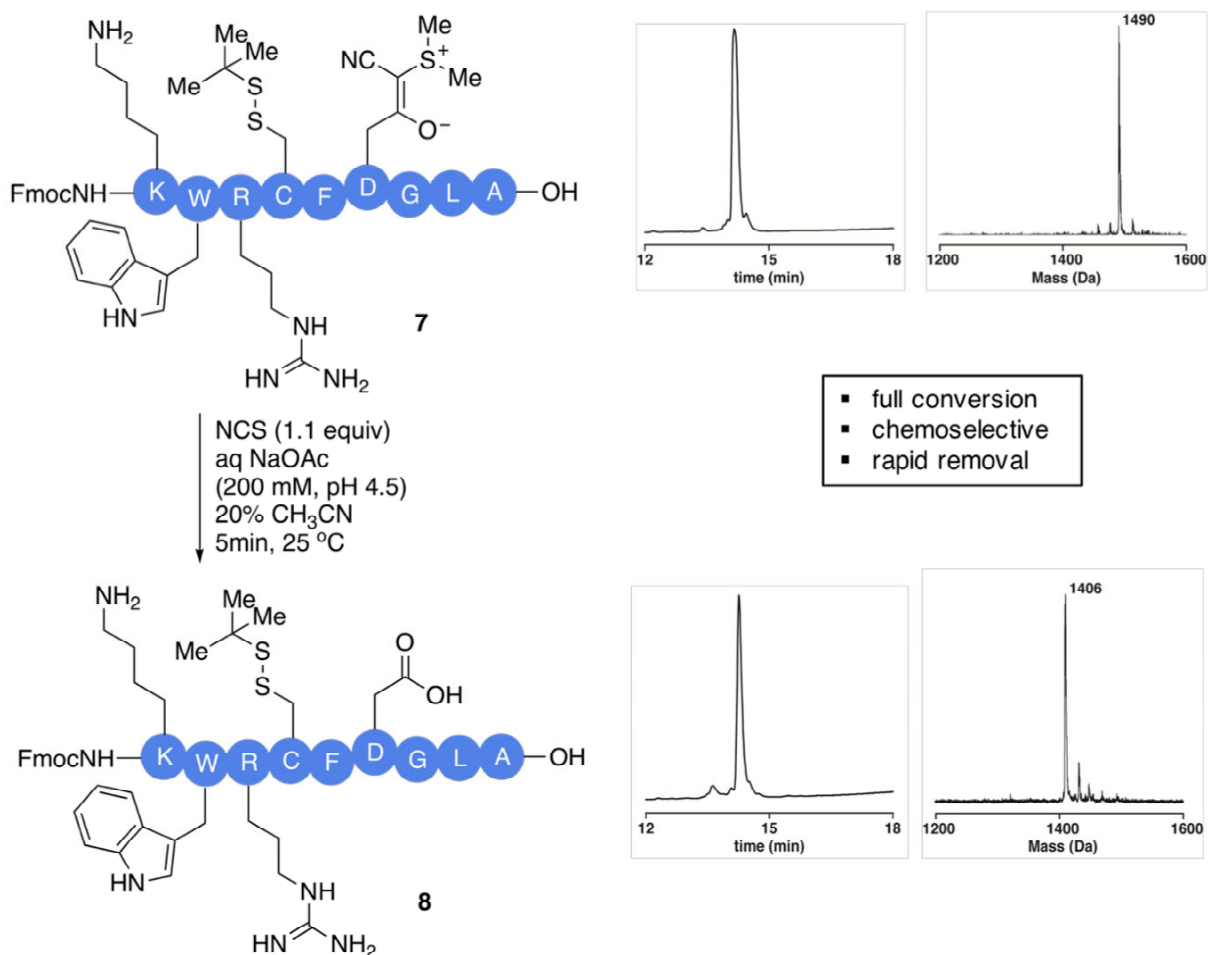 NH₂
Me
Me
Me
S
S
NC
Me
S⁺
Me
O⁻
FmocNH
K W R C F D G L A
OH
HN
NH
HN
NH₂
7
1490
12 15 18
time (min)
1200 1400 1600
Mass (Da)
NCS (1.1 equiv)
aq NaOAc
(200 mM, pH 4.5)
20% CH₃CN
5min, 25 °C
▪ full conversion
▪ chemoselective
▪ rapid removal
NH₂
Me
Me
Me
S
S
O
OH
FmocNH
K W R C F D G L A
OH
HN
NH
HN
NH₂
8
1406
12 15 18
time (min)
1200 1400 1600
Mass (Da)